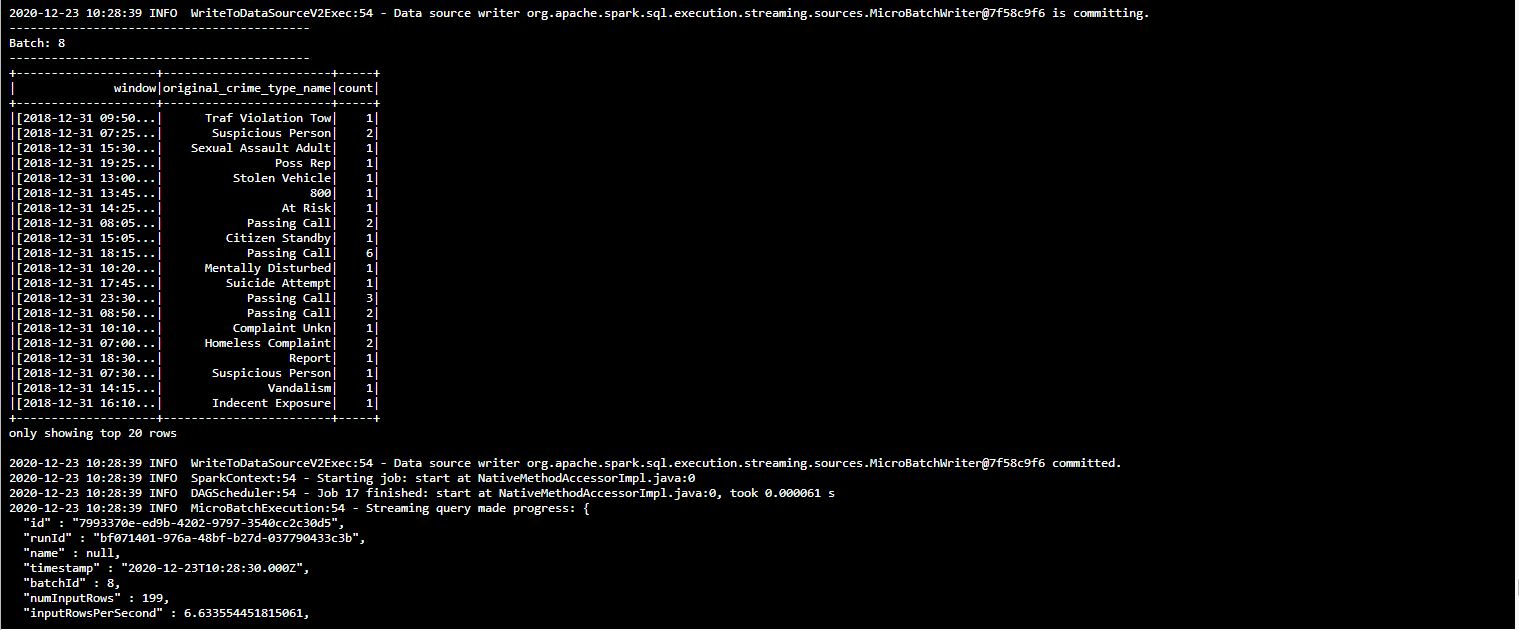 2020-12-23 10:28:39 INFO  WriteToDataSourceV2Exec:54 - Data source writer org.apache.spark.sql.execution.streaming.sources.MicroBatchWriter@7f58c9f6 is committing.
-------------------------------------------
Batch: 8
-------------------------------------------
+--------------------+------------------------+-----+
|              window|original_crime_type_name|count|
+--------------------+------------------------+-----+
|[2018-12-31 09:50...|      Traf Violation Tow|    1|
|[2018-12-31 07:25...|       Suspicious Person|    2|
|[2018-12-31 15:30...|    Sexual Assault Adult|    1|
|[2018-12-31 19:25...|                Poss Rep|    1|
|[2018-12-31 13:00...|          Stolen Vehicle|    1|
|[2018-12-31 13:45...|                     800|    1|
|[2018-12-31 14:25...|                 At Risk|    1|
|[2018-12-31 08:05...|            Passing Call|    2|
|[2018-12-31 15:05...|         Citizen Standby|    1|
|[2018-12-31 18:15...|            Passing Call|    6|
|[2018-12-31 10:20...|      Mentally Disturbed|    1|
|[2018-12-31 17:45...|         Suicide Attempt|    1|
|[2018-12-31 23:30...|            Passing Call|    3|
|[2018-12-31 08:50...|            Passing Call|    2|
|[2018-12-31 10:10...|          Complaint Unkn|    1|
|[2018-12-31 07:00...|      Homeless Complaint|    2|
|[2018-12-31 18:30...|                  Report|    1|
|[2018-12-31 07:30...|       Suspicious Person|    1|
|[2018-12-31 14:15...|               Vandalism|    1|
|[2018-12-31 16:10...|       Indecent Exposure|    1|
+--------------------+------------------------+-----+
only showing top 20 rows
2020-12-23 10:28:39 INFO  WriteToDataSourceV2Exec:54 - Data source writer org.apache.spark.sql.execution.streaming.sources.MicroBatchWriter@7f58c9f6 committed.
2020-12-23 10:28:39 INFO  SparkContext:54 - Starting job: start at NativeMethodAccessorImpl.java:0
2020-12-23 10:28:39 INFO  DAGScheduler:54 - Job 17 finished: start at NativeMethodAccessorImpl.java:0, took 0.000061 s
2020-12-23 10:28:39 INFO  MicroBatchExecution:54 - Streaming query made progress: {
  "id" : "7993370e-ed9b-4202-9797-3540cc2c30d5",
  "runId" : "bf071401-976a-48bf-b27d-037790433c3b",
  "name" : null,
  "timestamp" : "2020-12-23T10:28:30.000Z",
  "batchId" : 8,
  "numInputRows" : 199,
  "inputRowsPerSecond" : 6.633554451815061,